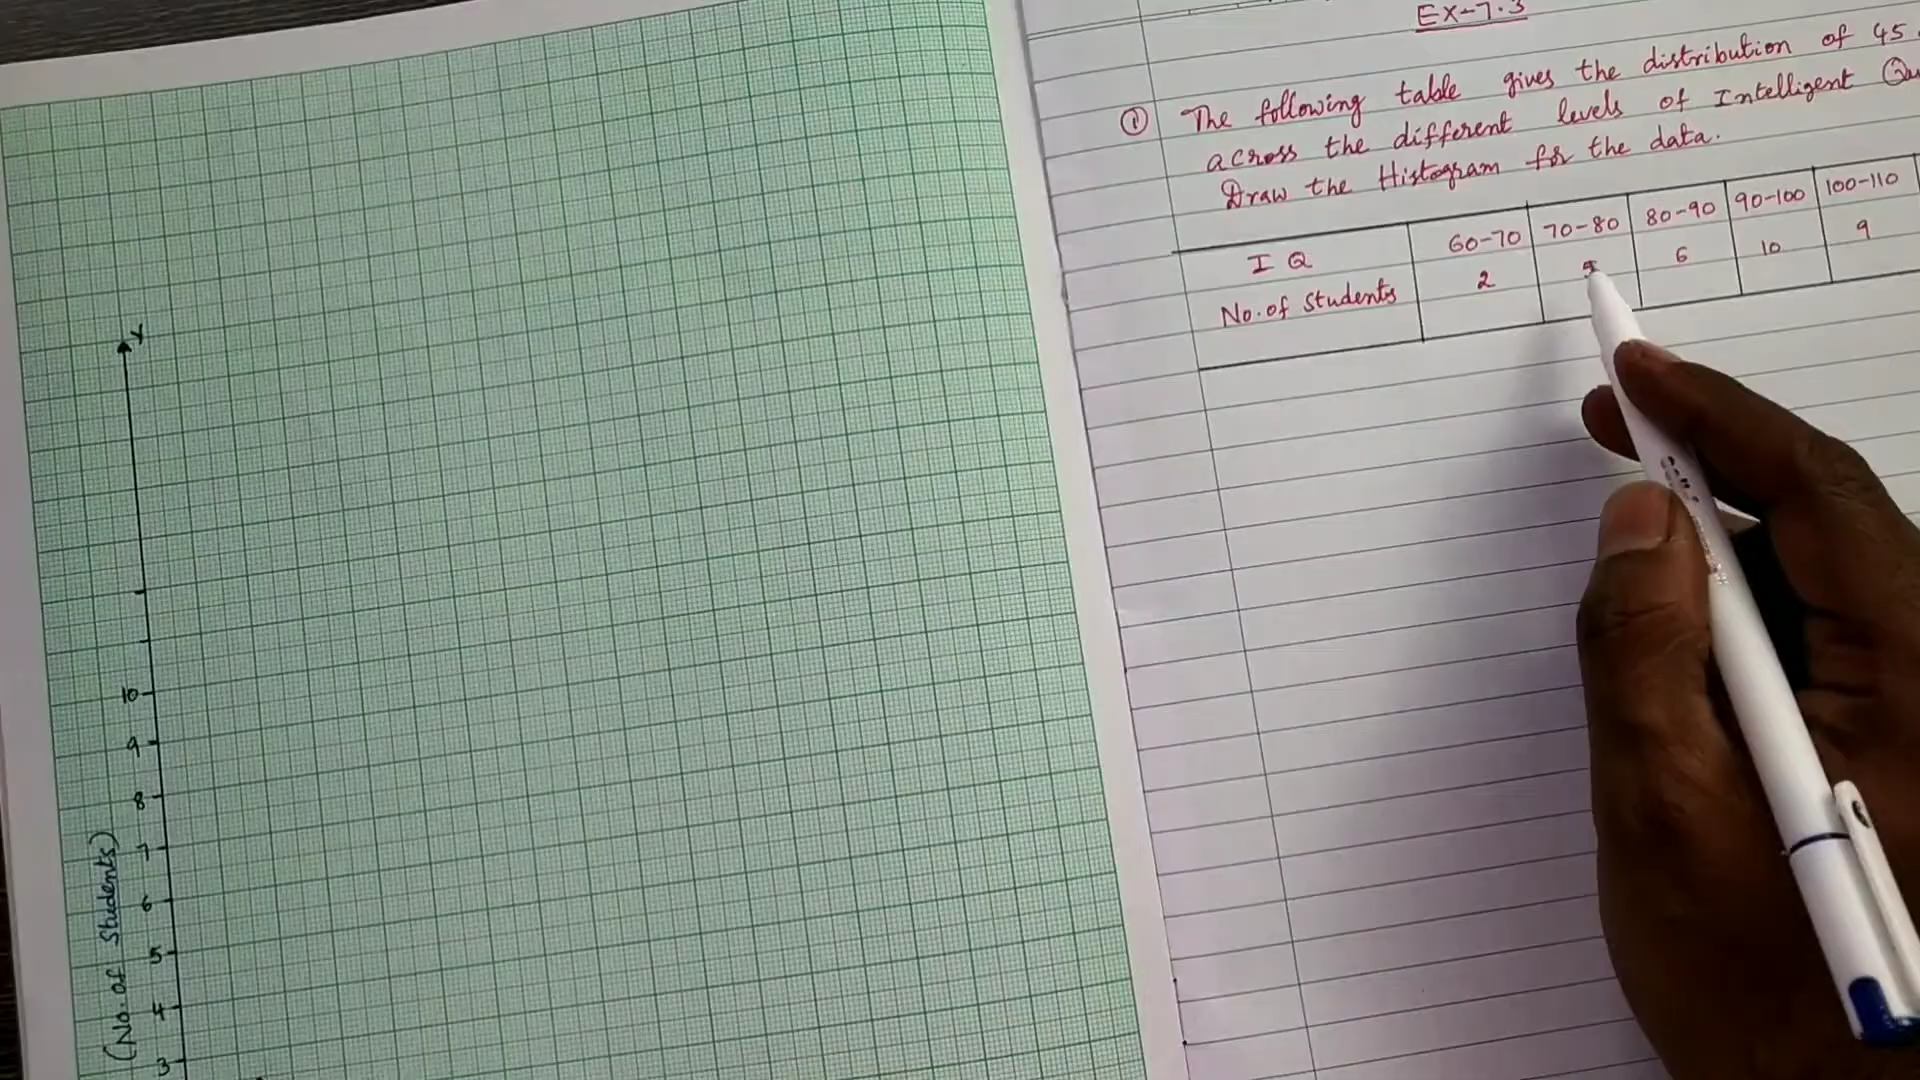 EX-7.3
① The following table gives the distribution of 45
across the different levels of Intelligent
Draw the Histogram for the data.
I Q 60-70 70-80 80-90 90-100 100-110
No. of Students 2 5 6 10 9
Y
10
9
8
7
6
5
4
3
(No. of Students)